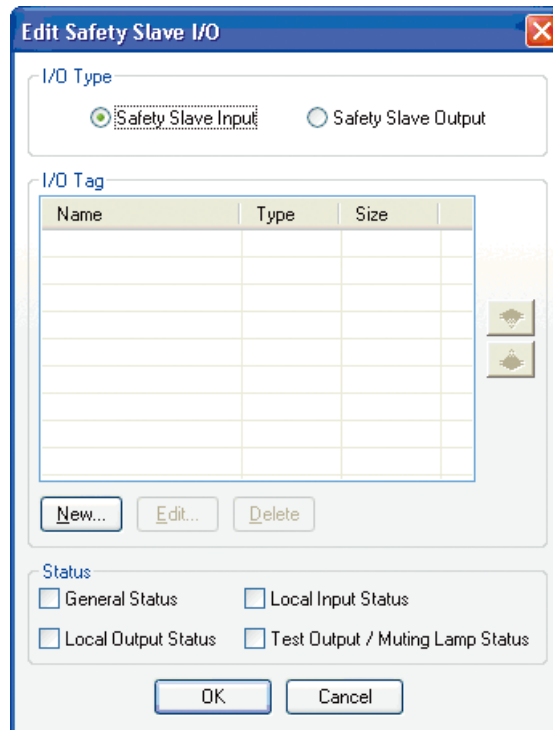 Edit Safety Slave I/O
I/O Type
Safety Slave Input Safety Slave Output
I/O Tag
Name Type Size
New... Edit... Delete
Status
General Status Local Input Status
Local Output Status Test Output / Muting Lamp Status
OK Cancel